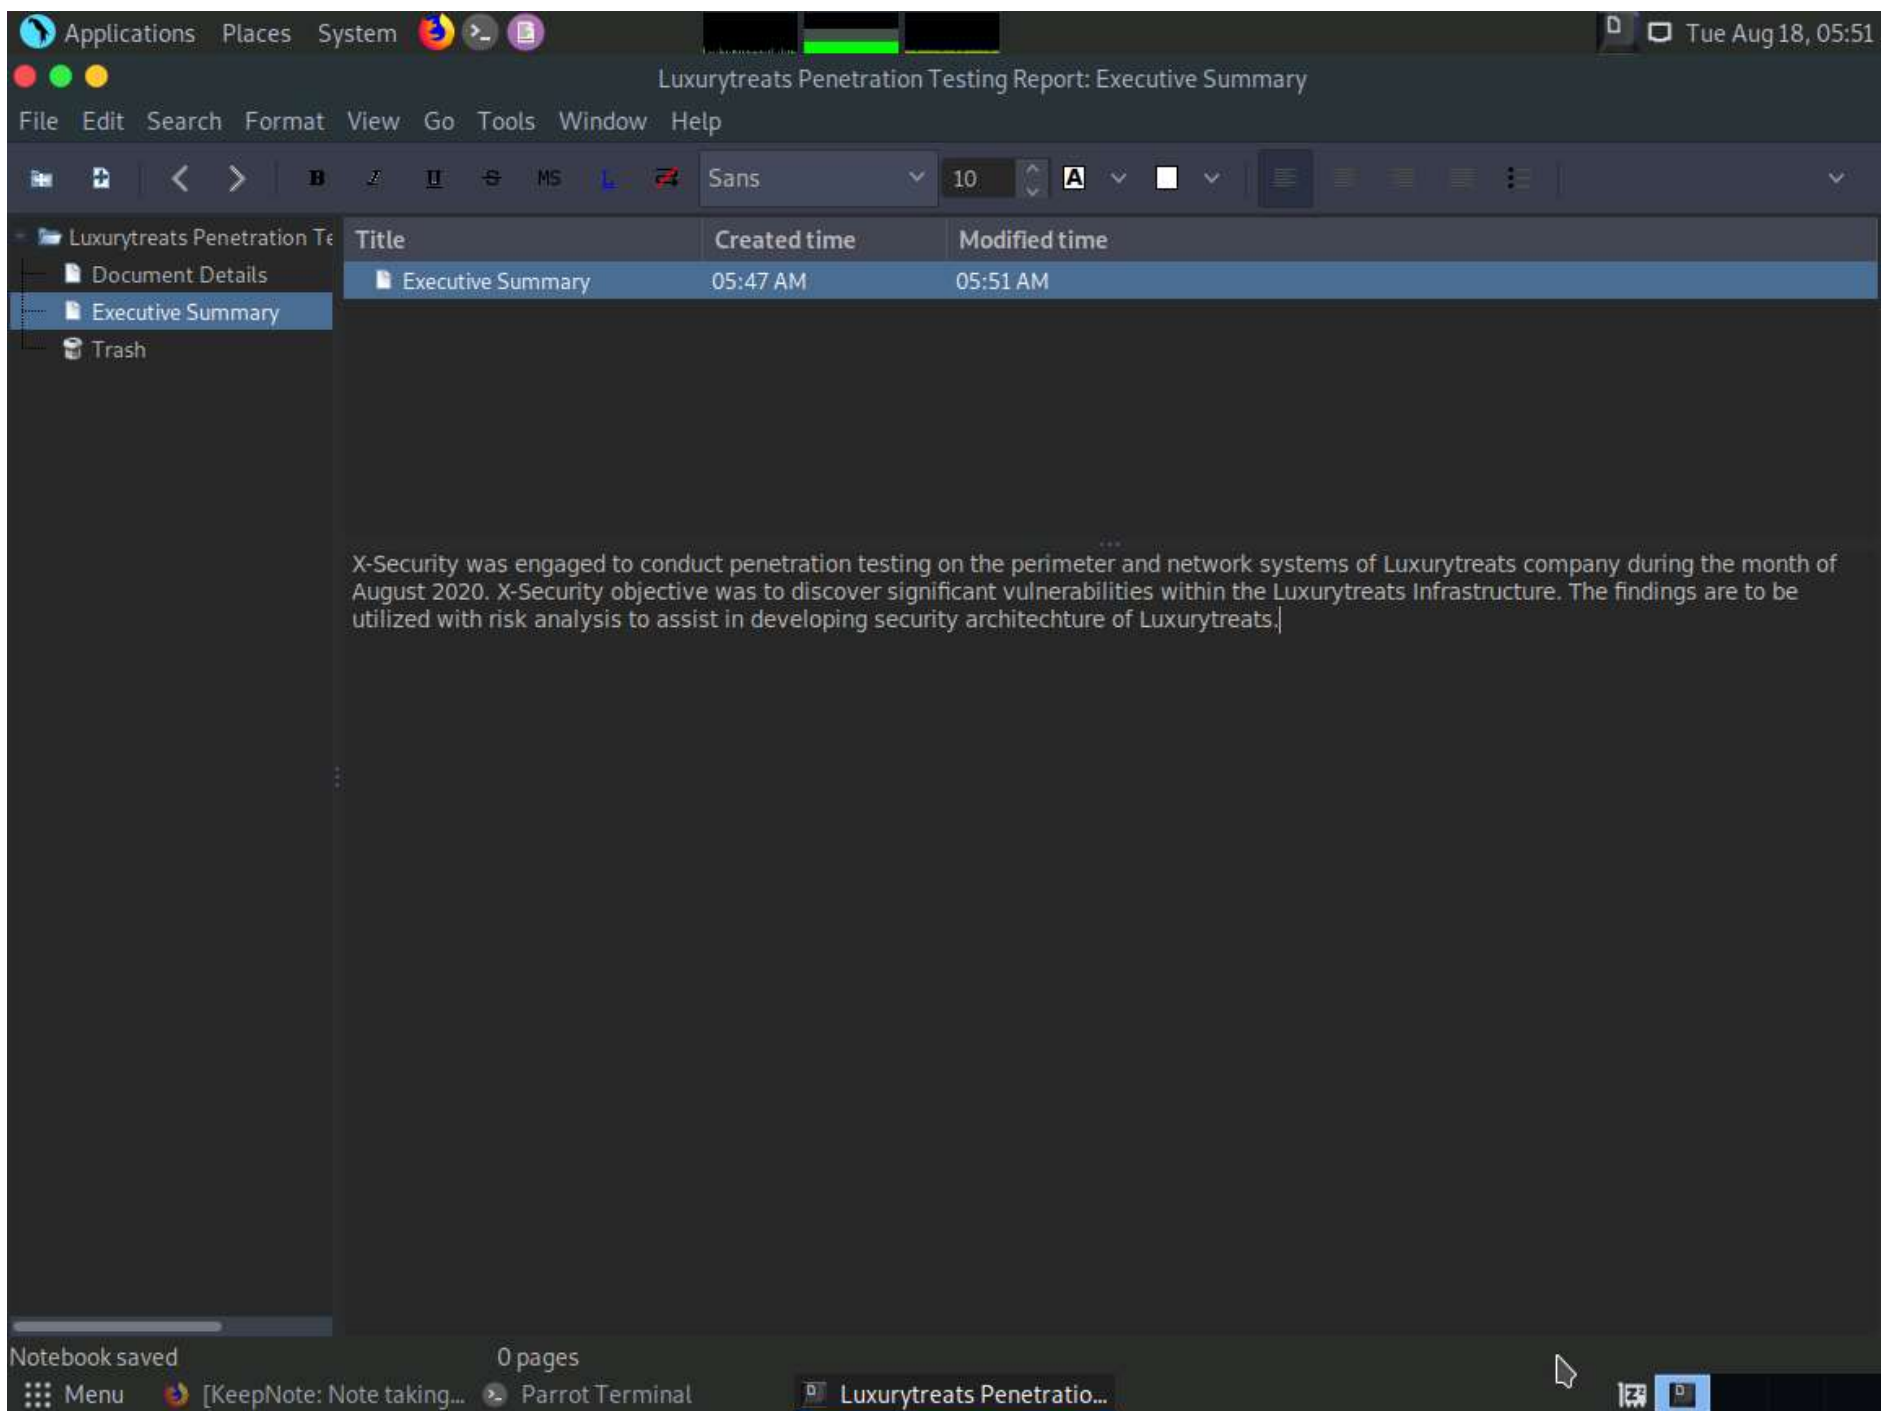 Applications Places System Tue Aug 18, 05:51
Luxurytreats Penetration Testing Report: Executive Summary
File Edit Search Format View Go Tools Window Help
B I U S MS L Sans 10 A
Luxurytreats Penetration Te
Document Details
Executive Summary
Trash
Title Created time Modified time
Executive Summary 05:47 AM 05:51 AM
X-Security was engaged to conduct penetration testing on the perimeter and network systems of Luxurytreats company during the month of
August 2020. X-Security objective was to discover significant vulnerabilities within the Luxurytreats Infrastructure. The findings are to be
utilized with risk analysis to assist in developing security architechture of Luxurytreats.
Notebook saved 0 pages
Menu [KeepNote: Note taking... Parrot Terminal Luxurytreats Penetratio...